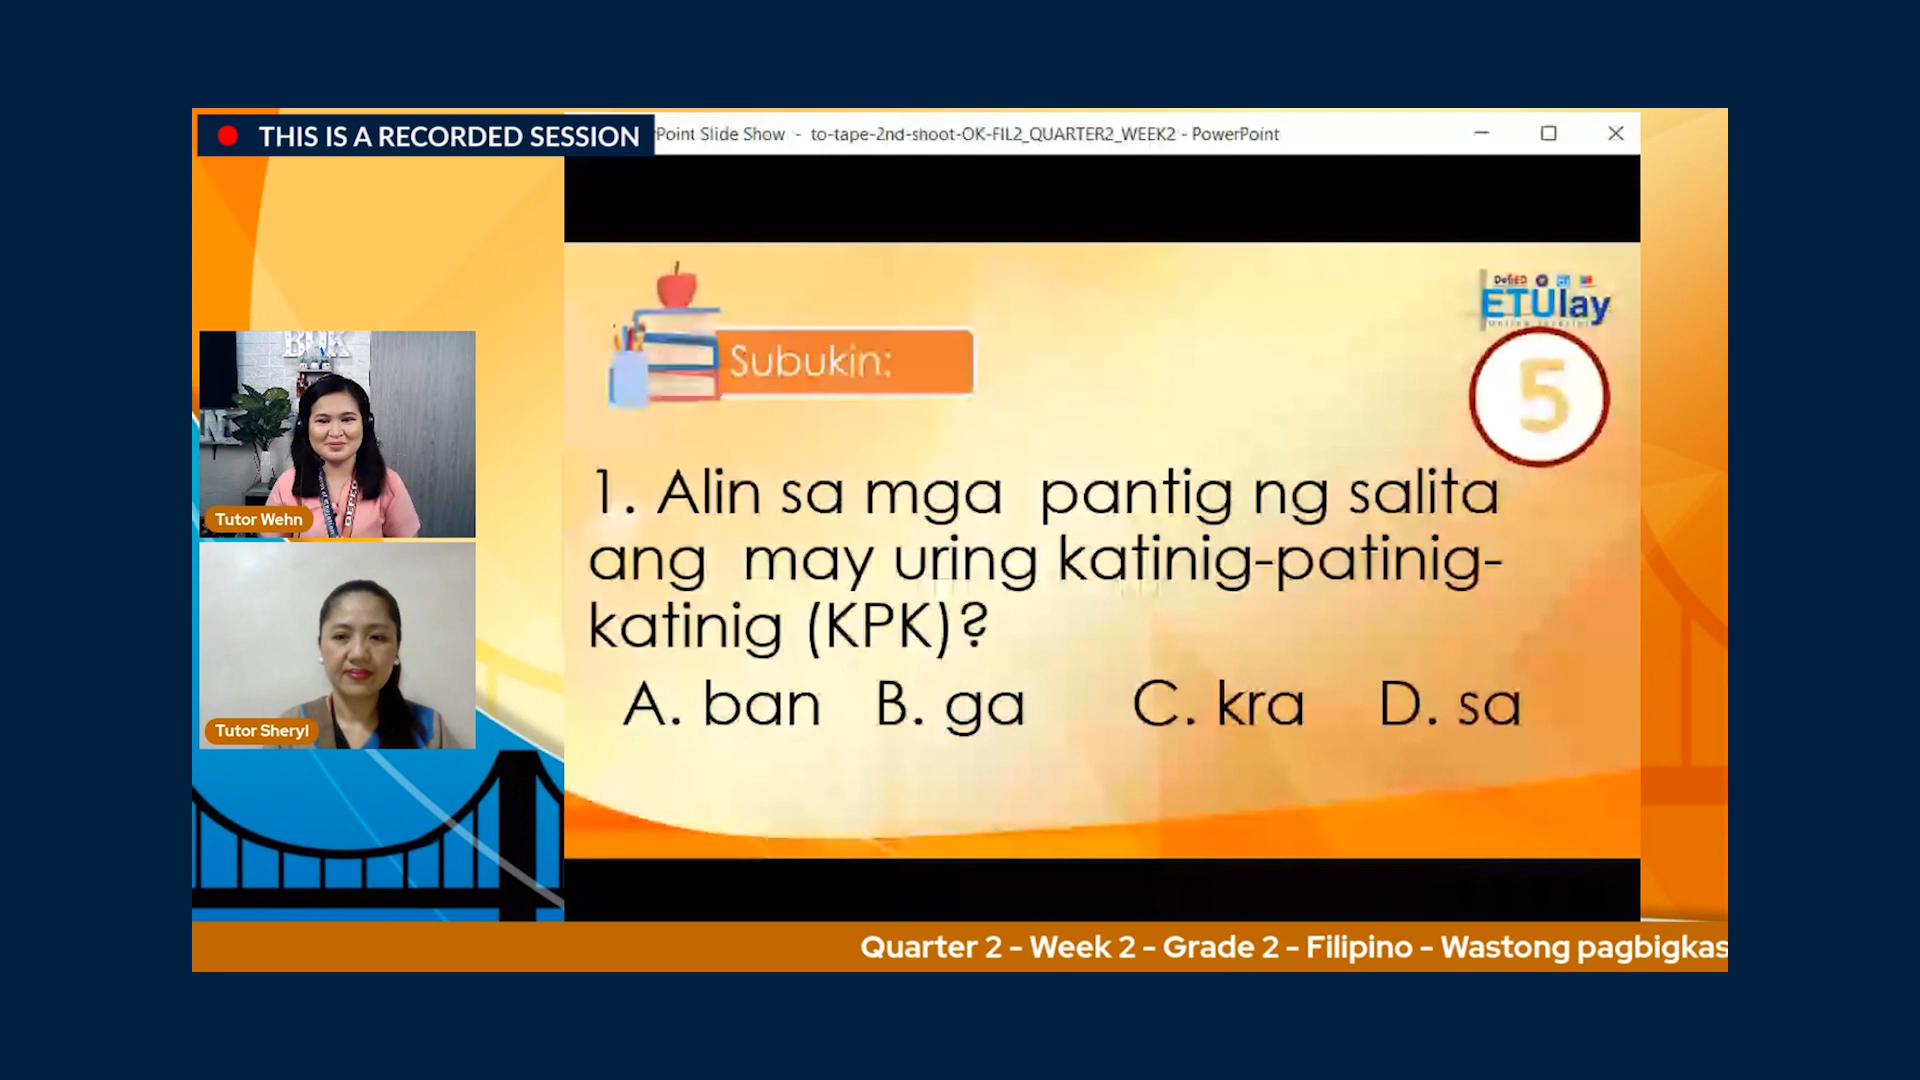 THIS IS A RECORDED SESSION
Point Slide Show - to-tape-2nd-shoot-OK-FIL2_QUARTER2_WEEK2 - PowerPoint
DepED
ETUlay
Subukin:
5
1. Alin sa mga pantig ng salita
ang may uring katinig-patinig-
katinig (KPK)?
A. ban B. ga C. kra D. sa
Tutor Wehn
Tutor Sheryl
Quarter 2 - Week 2 - Grade 2 - Filipino - Wastong pagbigkas